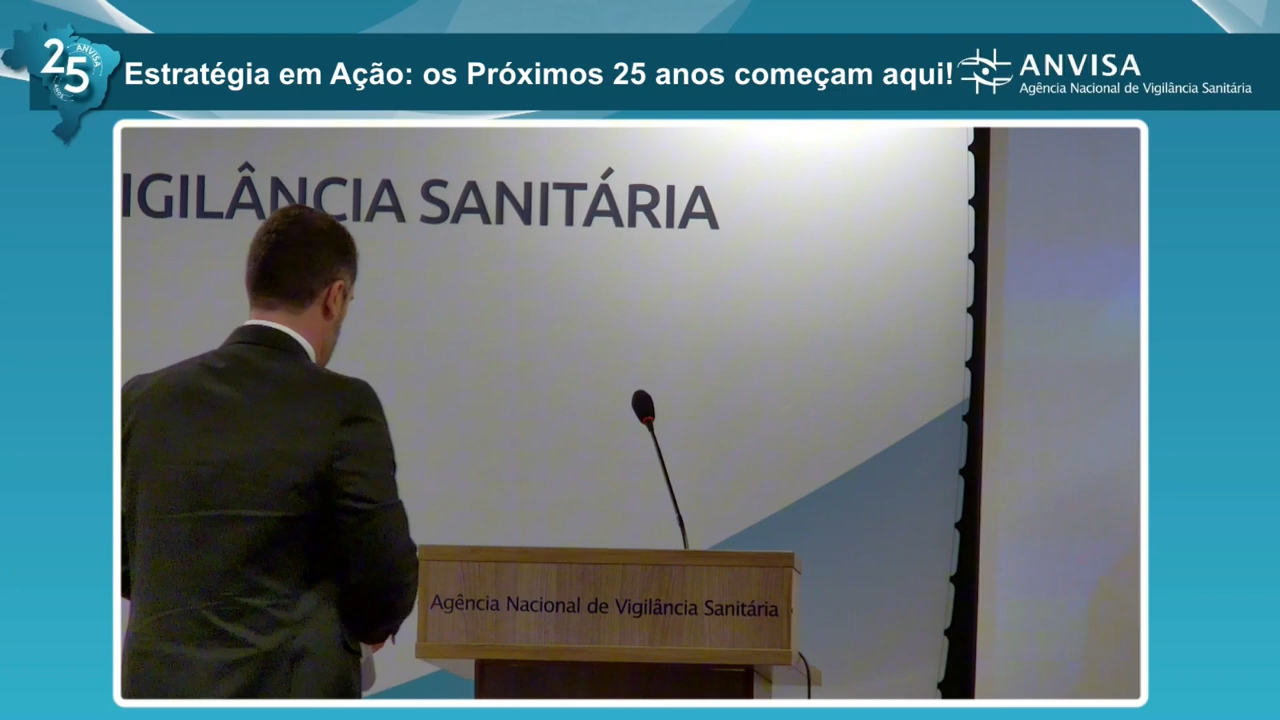 25
ANVISA
Estratégia em Ação: os Próximos 25 anos começam aqui!
ANVISA
Agência Nacional de Vigilância Sanitária
IGILÂNCIA SANITÁRIA
Agência Nacional de Vigilância Sanitária